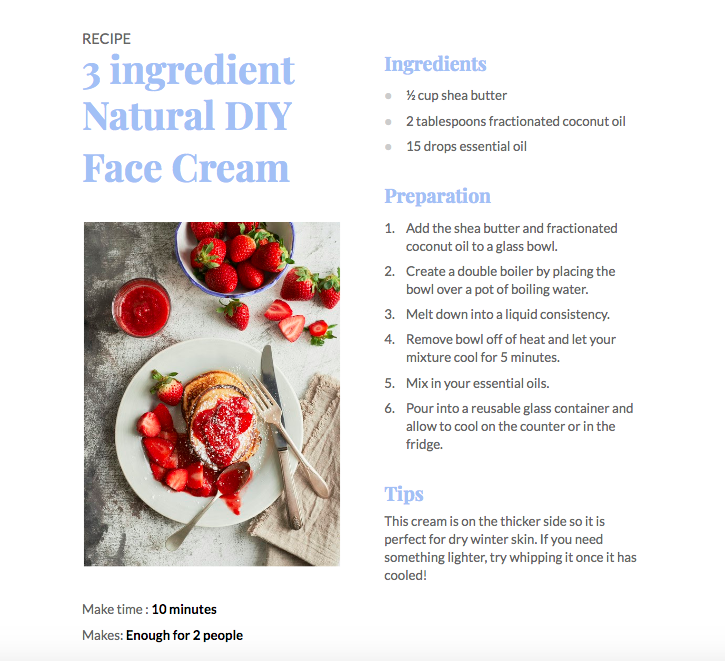 RECIPE
3 ingredient
Natural DIY
Face Cream
Make time : 10 minutes
Makes: Enough for 2 people
Ingredients
½ cup shea butter
2 tablespoons fractionated coconut oil
15 drops essential oil
Preparation
1. Add the shea butter and fractionated
coconut oil to a glass bowl.
2. Create a double boiler by placing the
bowl over a pot of boiling water.
3. Melt down into a liquid consistency.
4. Remove bowl off of heat and let your
mixture cool for 5 minutes.
5. Mix in your essential oils.
6. Pour into a reusable glass container and
allow to cool on the counter or in the
fridge.
Tips
This cream is on the thicker side so it is
perfect for dry winter skin. If you need
something lighter, try whipping it once it has
cooled!